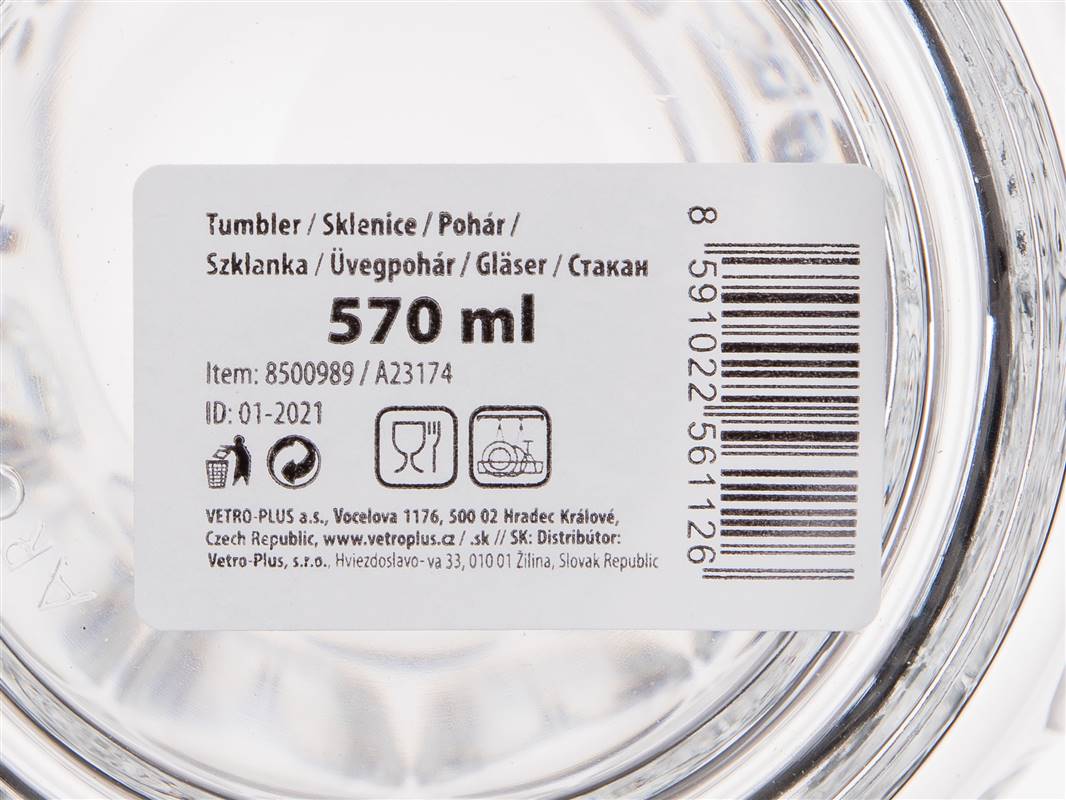 Tumbler / Sklenice / Pohár /
Szklanka / Üvegpohár / Gläser / Стакан
570 ml
Item: 8500989 / A23174
ID: 01-2021
VETRO-PLUS a.s., Vocelova 1176, 500 02 Hradec Králové,
Czech Republic, www.vetroplus.cz / .sk // SK: Distribútor:
Vetro-Plus, s.r.o., Hviezdoslavo- va 33, 010 01 Žilina, Slovak Republic
8 591022 561126